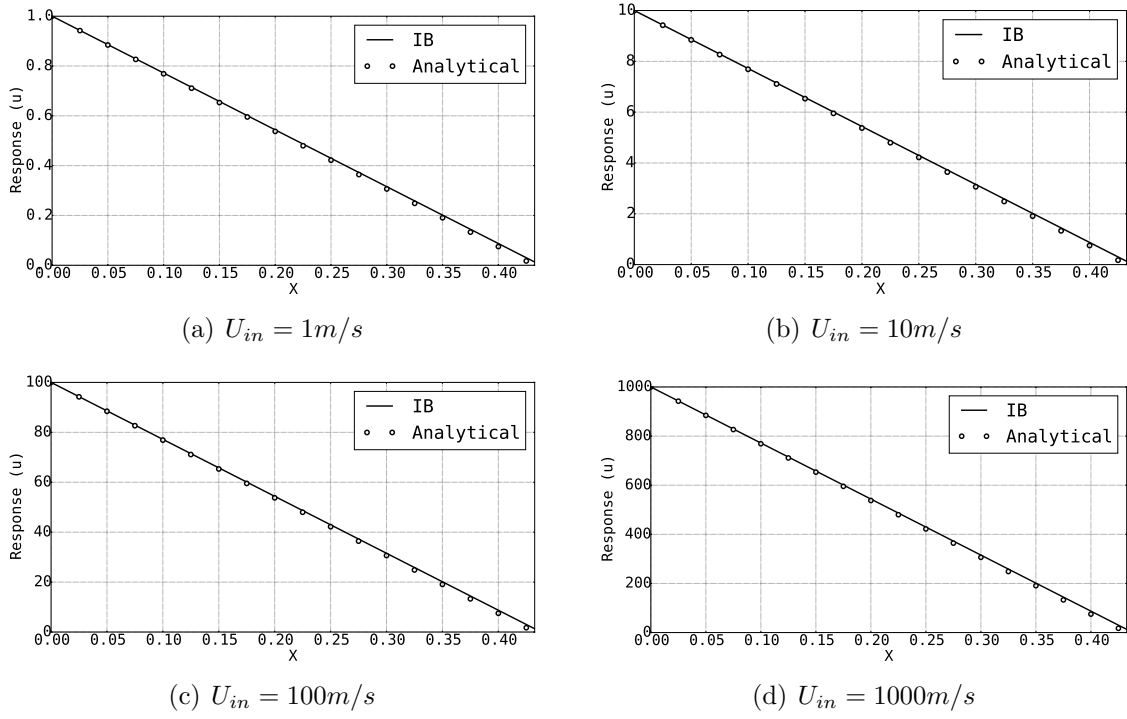 1.0
0.8
0.6
0.4
0.2
0.0
Response (u)
0.00 0.05 0.10 0.15 0.20 0.25 0.30 0.35 0.40
X
IB
Analytical
(a) U_in = 1m/s
10
8
6
4
2
0
Response (u)
0.00 0.05 0.10 0.15 0.20 0.25 0.30 0.35 0.40
X
IB
Analytical
(b) U_in = 10m/s
100
80
60
40
20
0
Response (u)
0.00 0.05 0.10 0.15 0.20 0.25 0.30 0.35 0.40
X
IB
Analytical
(c) U_in = 100m/s
1000
800
600
400
200
0
Response (u)
0.00 0.05 0.10 0.15 0.20 0.25 0.30 0.35 0.40
X
IB
Analytical
(d) U_in = 1000m/s